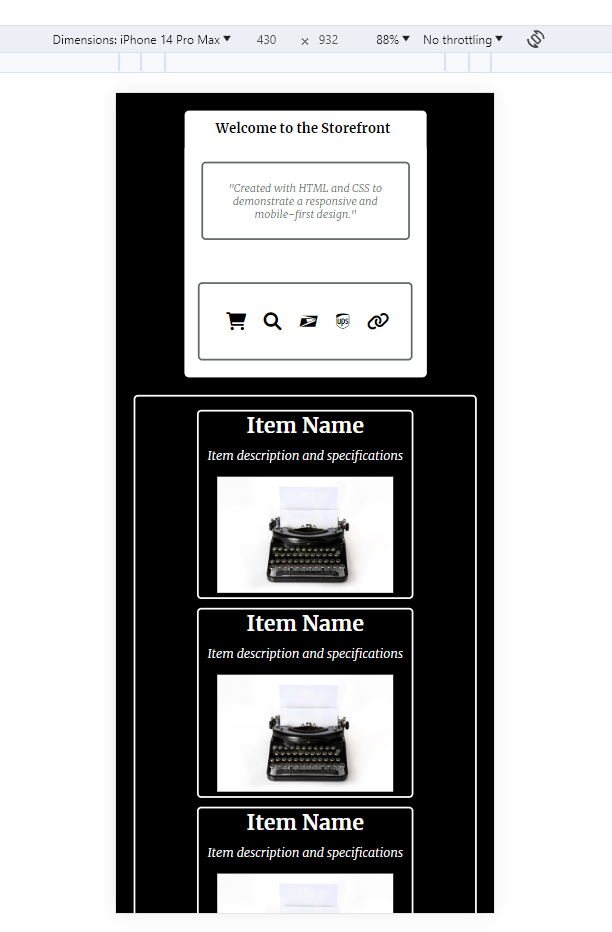 Dimensions: iPhone 14 Pro Max ▼ 430 × 932 88% ▼ No throttling ▼
Welcome to the Storefront
"Created with HTML and CSS to
demonstrate a responsive and
mobile-first design."
ups
Item Name
Item description and specifications
Item Name
Item description and specifications
Item Name
Item description and specifications